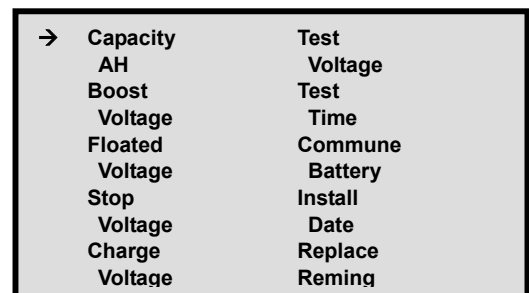 → Capacity Test
AH Voltage
Boost Test
Voltage Time
Floated Commune
Voltage Battery
Stop Install
Voltage Date
Charge Replace
Voltage Reming